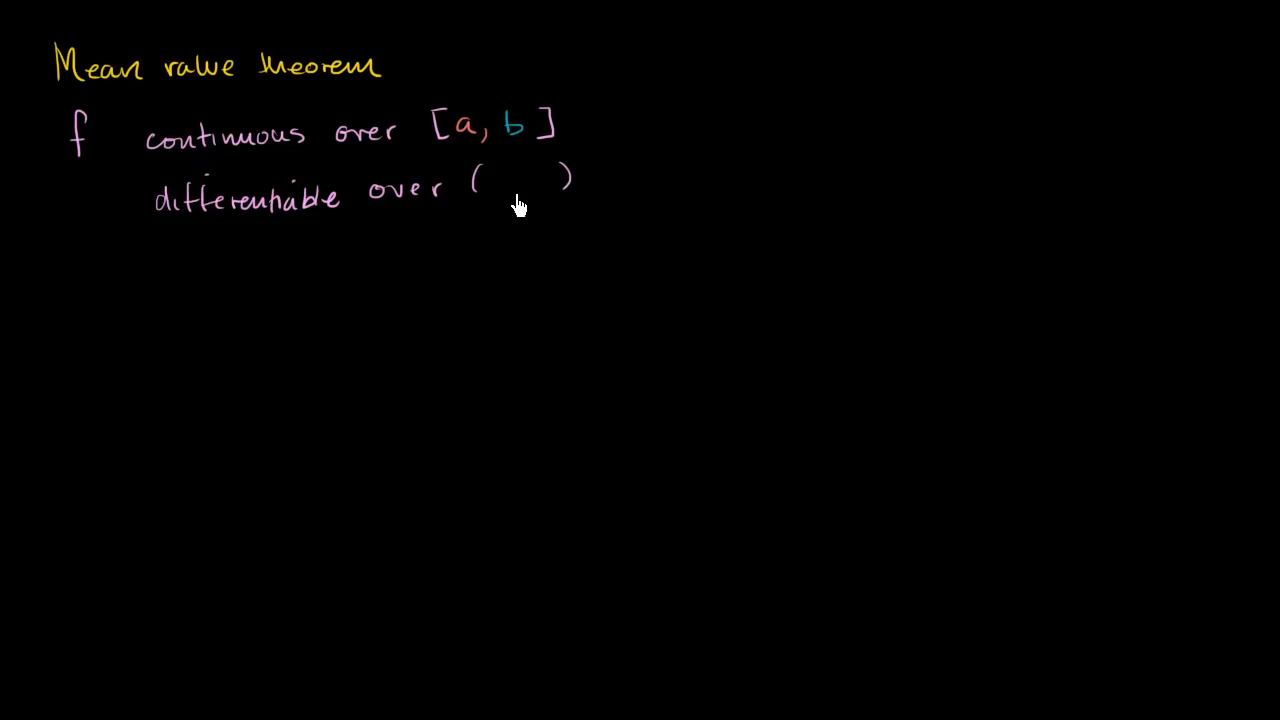 Mean value theorem
f continuous over [a, b]
differentiable over ( )